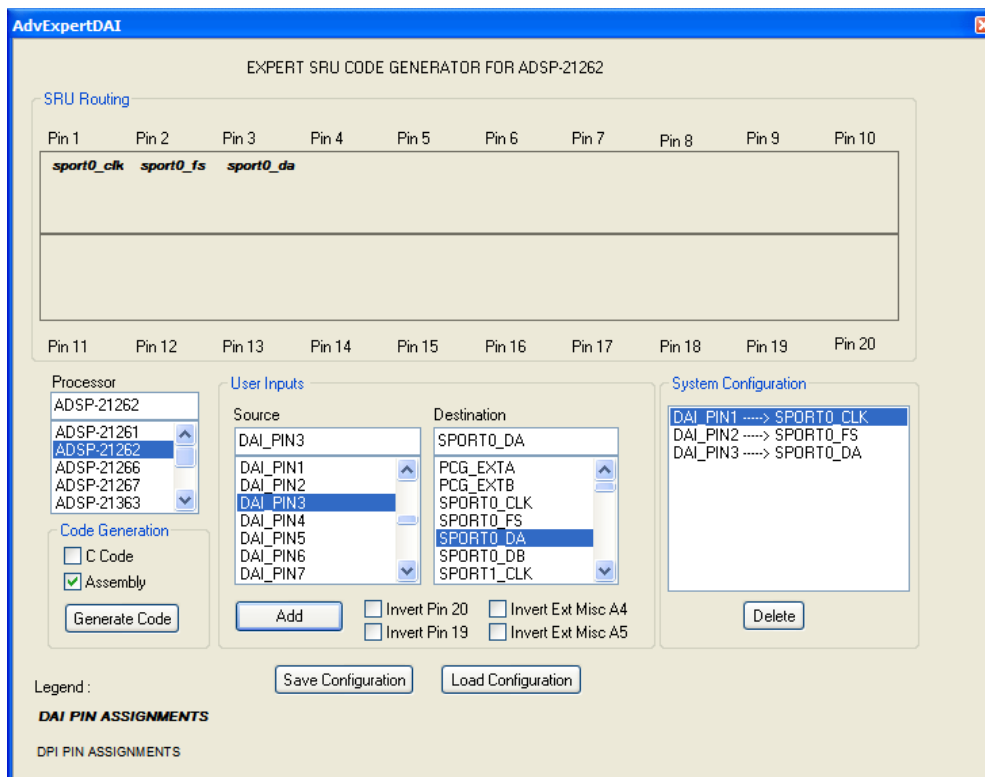 AdvExpertDAI
EXPERT SRU CODE GENERATOR FOR ADSP-21262
SRU Routing
Pin 1 Pin 2 Pin 3 Pin 4 Pin 5 Pin 6 Pin 7 Pin 8 Pin 9 Pin 10
sport0_clk sport0_fs sport0_da
Pin 11 Pin 12 Pin 13 Pin 14 Pin 15 Pin 16 Pin 17 Pin 18 Pin 19 Pin 20
Processor
ADSP-21262
ADSP-21261
ADSP-21262
ADSP-21266
ADSP-21267
ADSP-21363
Code Generation
C Code
Assembly
Generate Code
User Inputs
Source
DAI_PIN3
DAI_PIN1
DAI_PIN2
DAI_PIN3
DAI_PIN4
DAI_PIN5
DAI_PIN6
DAI_PIN7
Destination
SPORT0_DA
PCG_EXTA
PCG_EXTB
SPORT0_CLK
SPORT0_FS
SPORT0_DA
SPORT0_DB
SPORT1_CLK
Add
Invert Pin 20
Invert Ext Misc A4
Invert Pin 19
Invert Ext Misc A5
System Configuration
DAI_PIN1 -----> SPORT0_CLK
DAI_PIN2 -----> SPORT0_FS
DAI_PIN3 -----> SPORT0_DA
Delete
Save Configuration
Load Configuration
Legend :
DAI PIN ASSIGNMENTS
DPI PIN ASSIGNMENTS